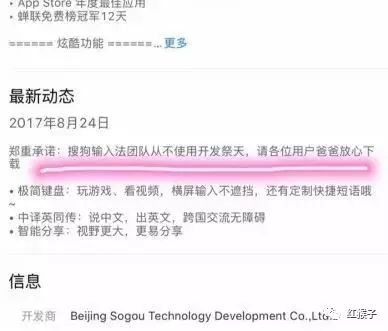 • App Store 年度最佳应用
• 蝉联免费榜冠军12天
====== 炫酷功能 ======...更多
最新动态
2017年8月24日
郑重承诺：搜狗输入法团队从不使用开发祭天，请各位用户爸爸放心下
载
• 极简键盘：玩游戏、看视频，横屏输入不遮挡，还有定制快捷短语哦
~
• 中译英同传：说中文，出英文，跨国交流无障碍
• 智能分享：视野更大，更易分享
信息
开发商 Beijing Sogou Technology Development Co.,Ltd.
红猴子